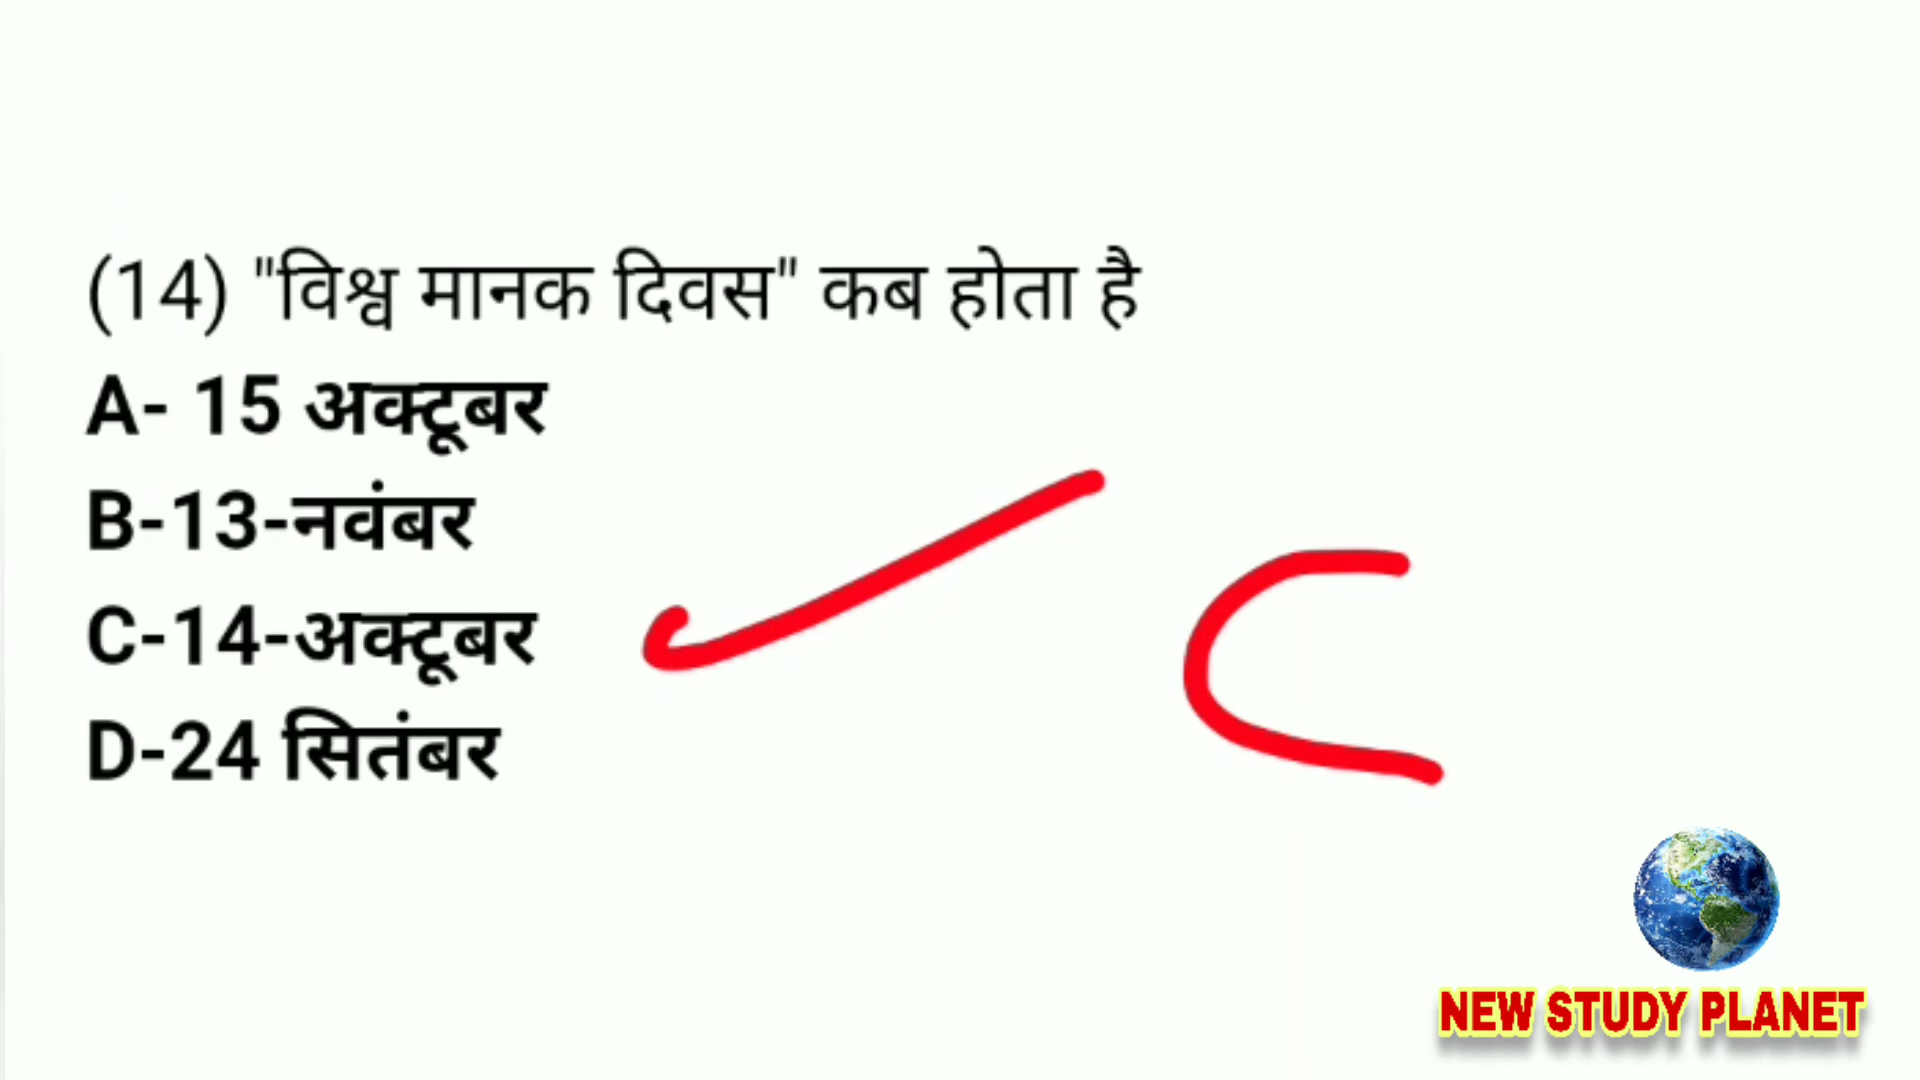 (14) "विश्व मानक दिवस" कब होता है
A- 15 अक्टूबर
B-13-नवंबर
C-14-अक्टूबर
D-24 सितंबर
C
NEW STUDY PLANET